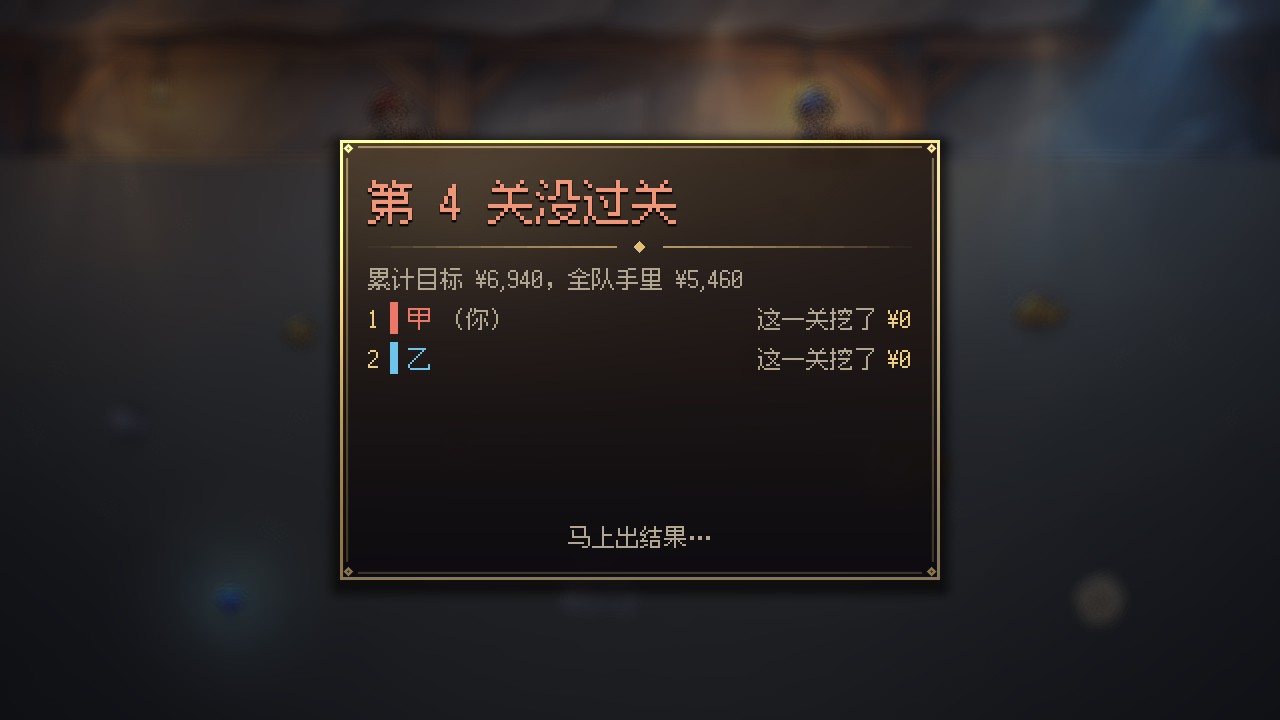 第 4 关没过关
累计目标 ¥6,940，全队手里 ¥5,460
1 甲 （你） 这一关挖了 ¥0
2 乙 这一关挖了 ¥0
马上出结果…